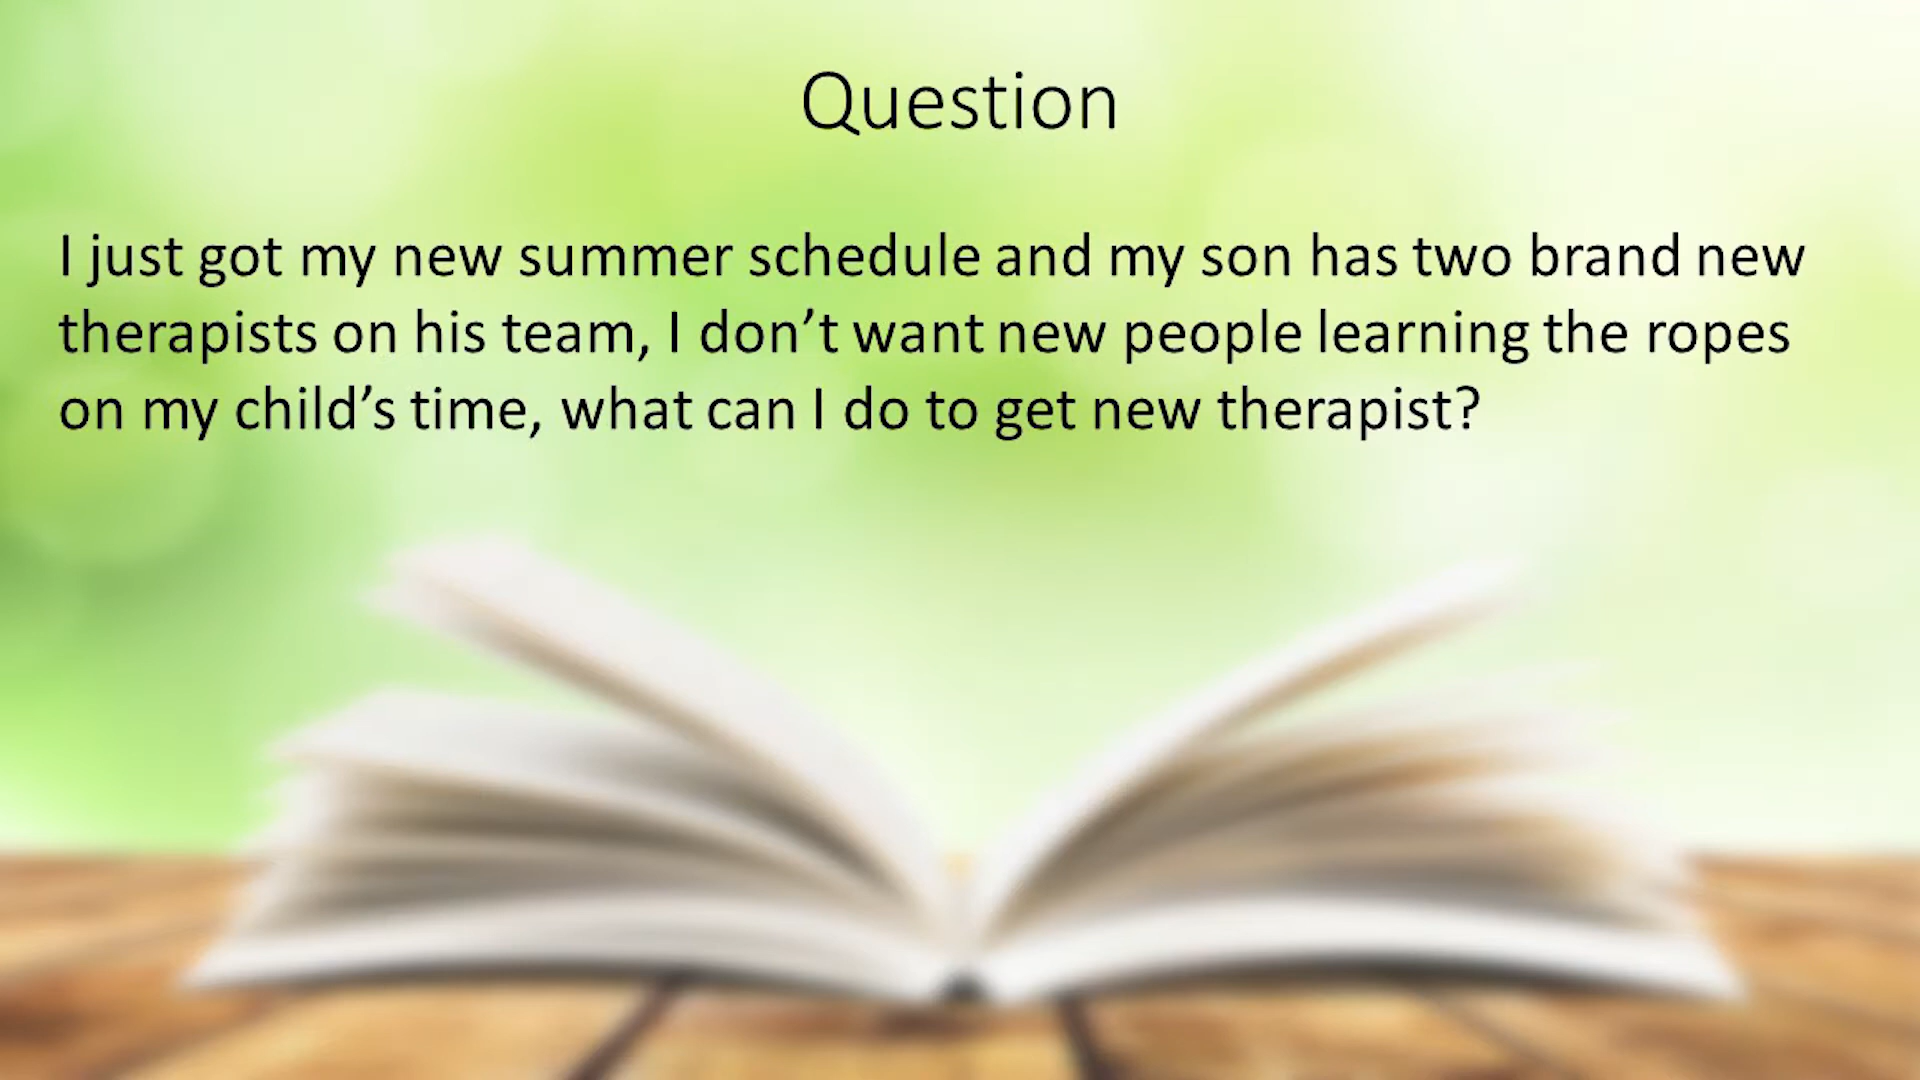 Question
I just got my new summer schedule and my son has two brand new
therapists on his team, I don’t want new people learning the ropes
on my child’s time, what can I do to get new therapist?